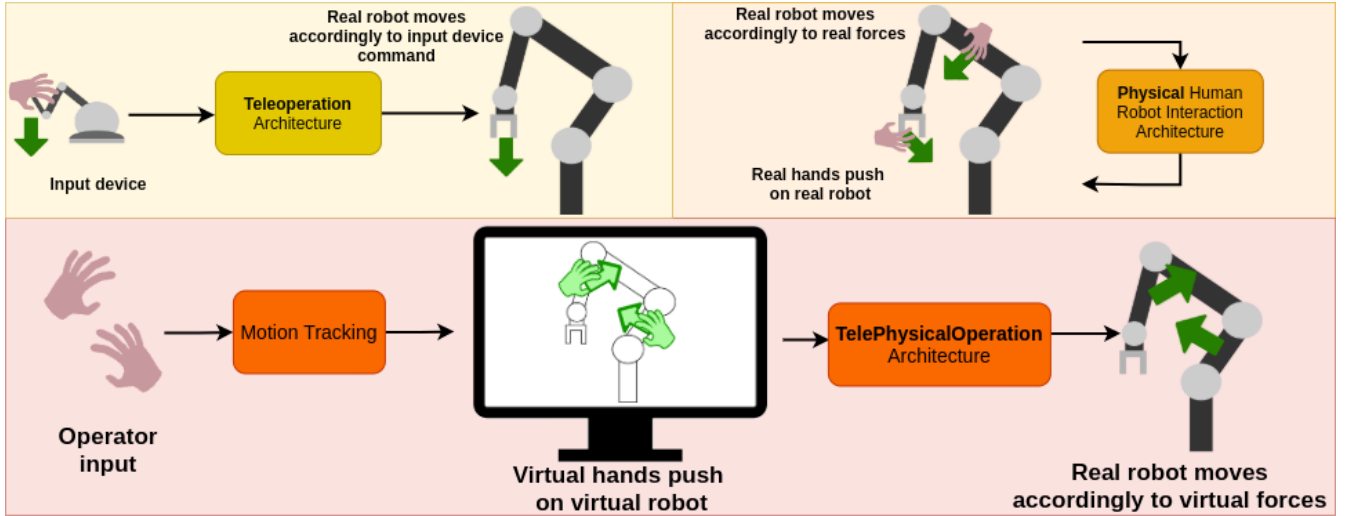 Real robot moves
accordingly to input device
command
Teleoperation
Architecture
Input device
Real robot moves
accordingly to real forces
Physical Human
Robot Interaction
Architecture
Real hands push
on real robot
Operator
input
Motion Tracking
Virtual hands push
on virtual robot
TelePhysicalOperation
Architecture
Real robot moves
accordingly to virtual forces